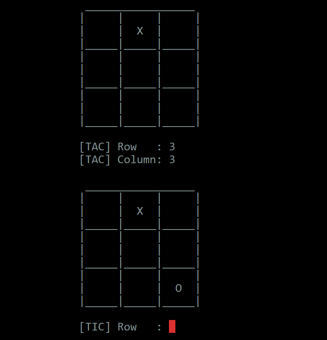 X
[TAC] Row   : 3
[TAC] Column: 3
X
O
[TIC] Row   :